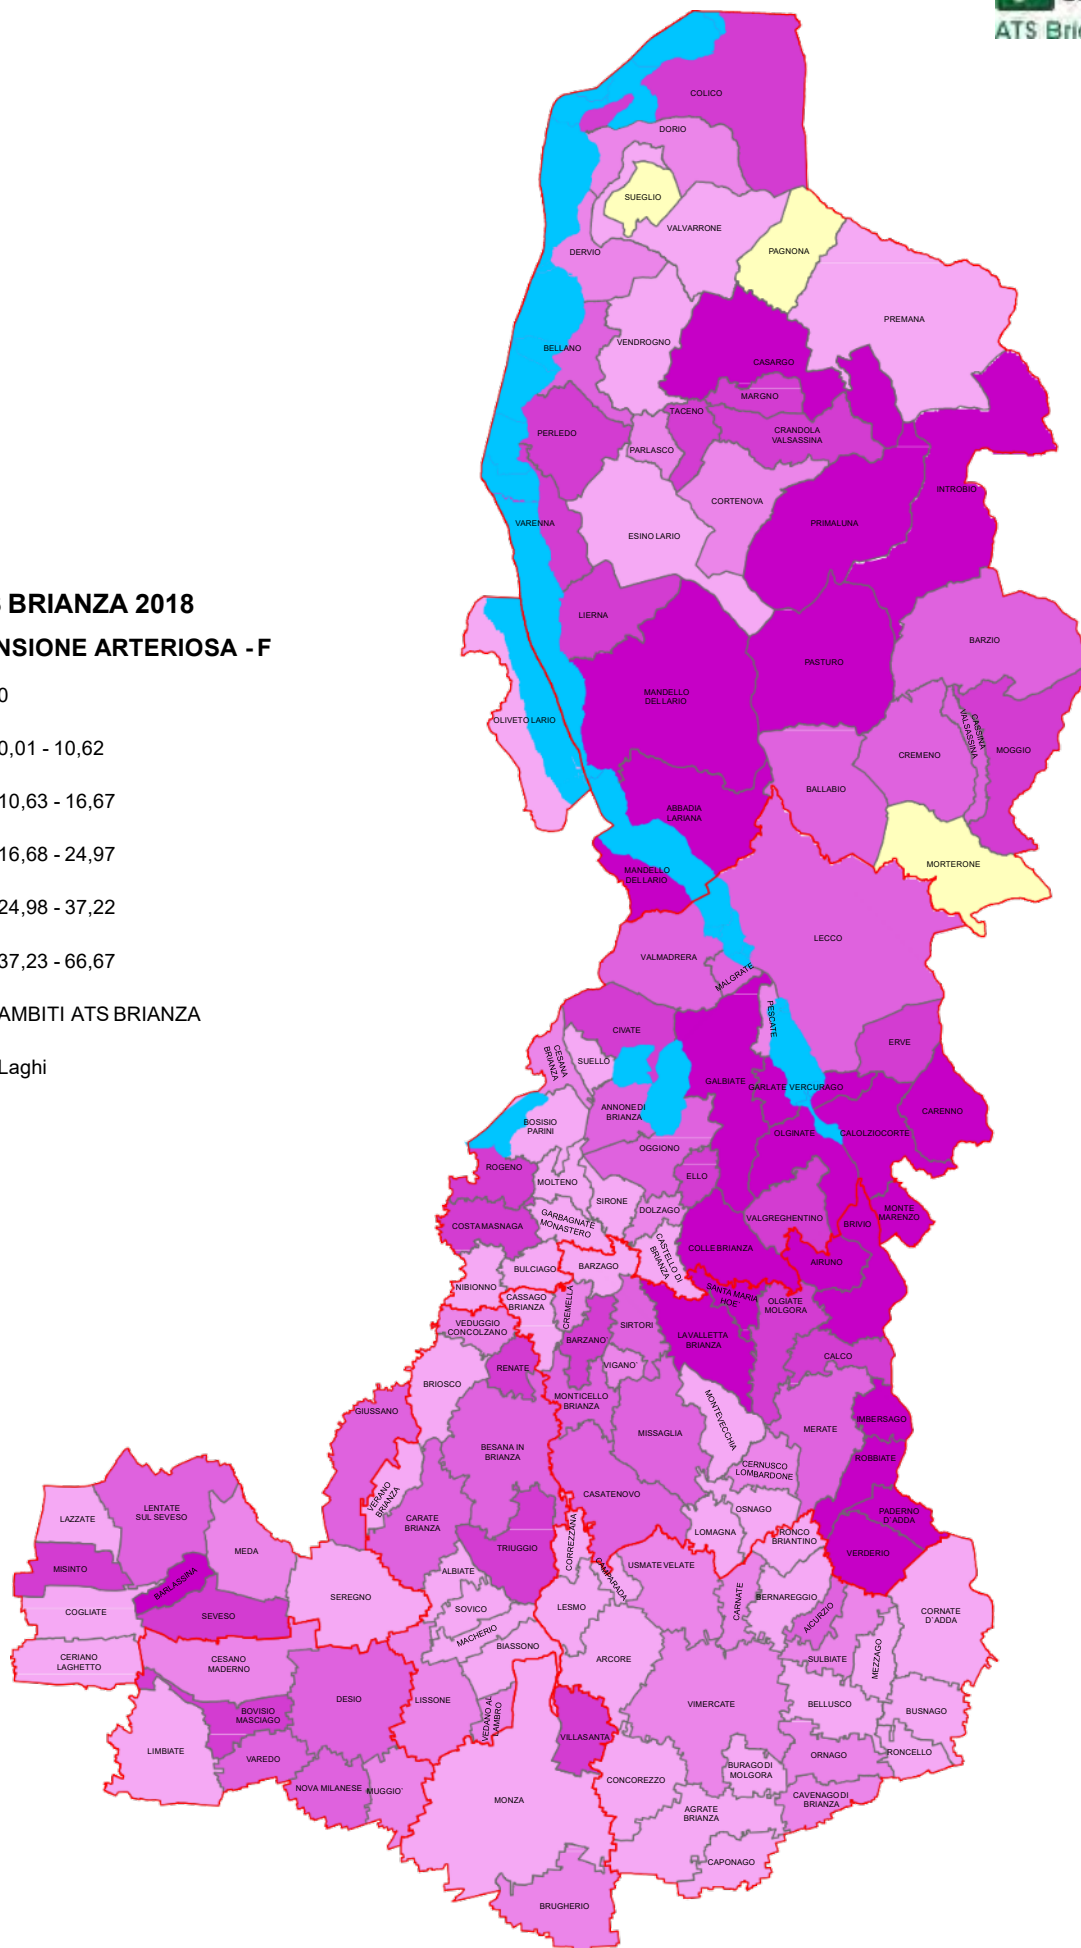 ATS Bri
BRIANZA 2018
NSIONE ARTERIOSA - F
0
0,01 - 10,62
10,63 - 16,67
16,68 - 24,97
24,98 - 37,22
37,23 - 66,67
AMBITI ATS BRIANZA
Laghi
COLICO
DORIO
SUEGLIO
VALVARRONE
PAGNONA
DERVIO
PREMANA
VENDROGNO
BELLANO
CASARGO
MARGNO
TACENO
CRANDOLA
VALSASSINA
PERLEDO
PARLASCO
CORTENOVA
INTROBIO
VARENNA
PRIMALUNA
ESINO LARIO
LIERNA
BARZIO
PASTURO
MANDELLO
DEL LARIO
OLIVETO LARIO
CASSINA
VALSASSINA
MOGGIO
CREMENO
BALLABIO
ABBADIA
LARIANA
MORTERONE
MANDELLO
DEL LARIO
LECCO
VALMADRERA
MALGRATE
PESCATE
CIVATE
ERVE
CESANA
BRIANZA
SUELLO
GALBIATE
GARLATE
VERCURAGO
ANNONE DI
BRIANZA
CARENNO
BOSISIO
PARINI
OLGINATE
CALOLZIOCORTE
OGGIONO
ROGENO
MOLTENO
ELLO
SIRONE
DOLZAGO
VALGREGHENTINO
MONTE
MARENZO
COSTAMASNAGA
GARBAGNATE
MONASTERO
BRIVIO
CASTELLO DI
BRIANZA
COLLE BRIANZA
AIRUNO
BULCIAGO
BARZAGO
NIBIONNO
SANTA MARIA
HOE'
CASSAGO
BRIANZA
CREMELLA
OLGIATE
MOLGORA
VEDUGGIO
CONCOLZANO
SIRTORI
BARZANO'
LA VALLETTA
BRIANZA
CALCO
RENATE
VIGANO'
BRIOSCO
MONTICELLO
BRIANZA
MONTEVECCHIA
GIUSSANO
IMBERSAGO
MERATE
MISSAGLIA
BESANA IN
BRIANZA
ROBBIATE
CERNUSCO
LOMBARDONE
VERANO
BRIANZA
CASATENOVO
OSNAGO
PADERNO
D'ADDA
LENTATE
SUL SEVESO
LAZZATE
CARATE
BRIANZA
CORREZZANA
LOMAGNA
RONCO
BRIANTINO
VERDERIO
MEDA
TRIUGGIO
USMATE VELATE
MISINTO
ALBIATE
CAMPARADA
BARLASSINA
SEREGNO
CARNATE
BERNAREGGIO
COGLIATE
SEVESO
SOVICO
LESMO
AICURZIO
CORNATE
D'ADDA
MACHERIO
BIASSONO
CERIANO
LAGHETTO
CESANO
MADERNO
ARCORE
SULBIATE
MEZZAGO
DESIO
LISSONE
VEDANO AL
LAMBRO
VIMERCATE
BELLUSCO
BUSNAGO
BOVISIO
MASCIAGO
VILLASANTA
LIMBIATE
VAREDO
ORNAGO
RONCELLO
NOVA MILANESE
MUGGIO'
CONCOREZZO
BURAGO DI
MOLGORA
MONZA
CAVENAGO DI
BRIANZA
AGRATE
BRIANZA
CAPONAGO
BRUGHERIO